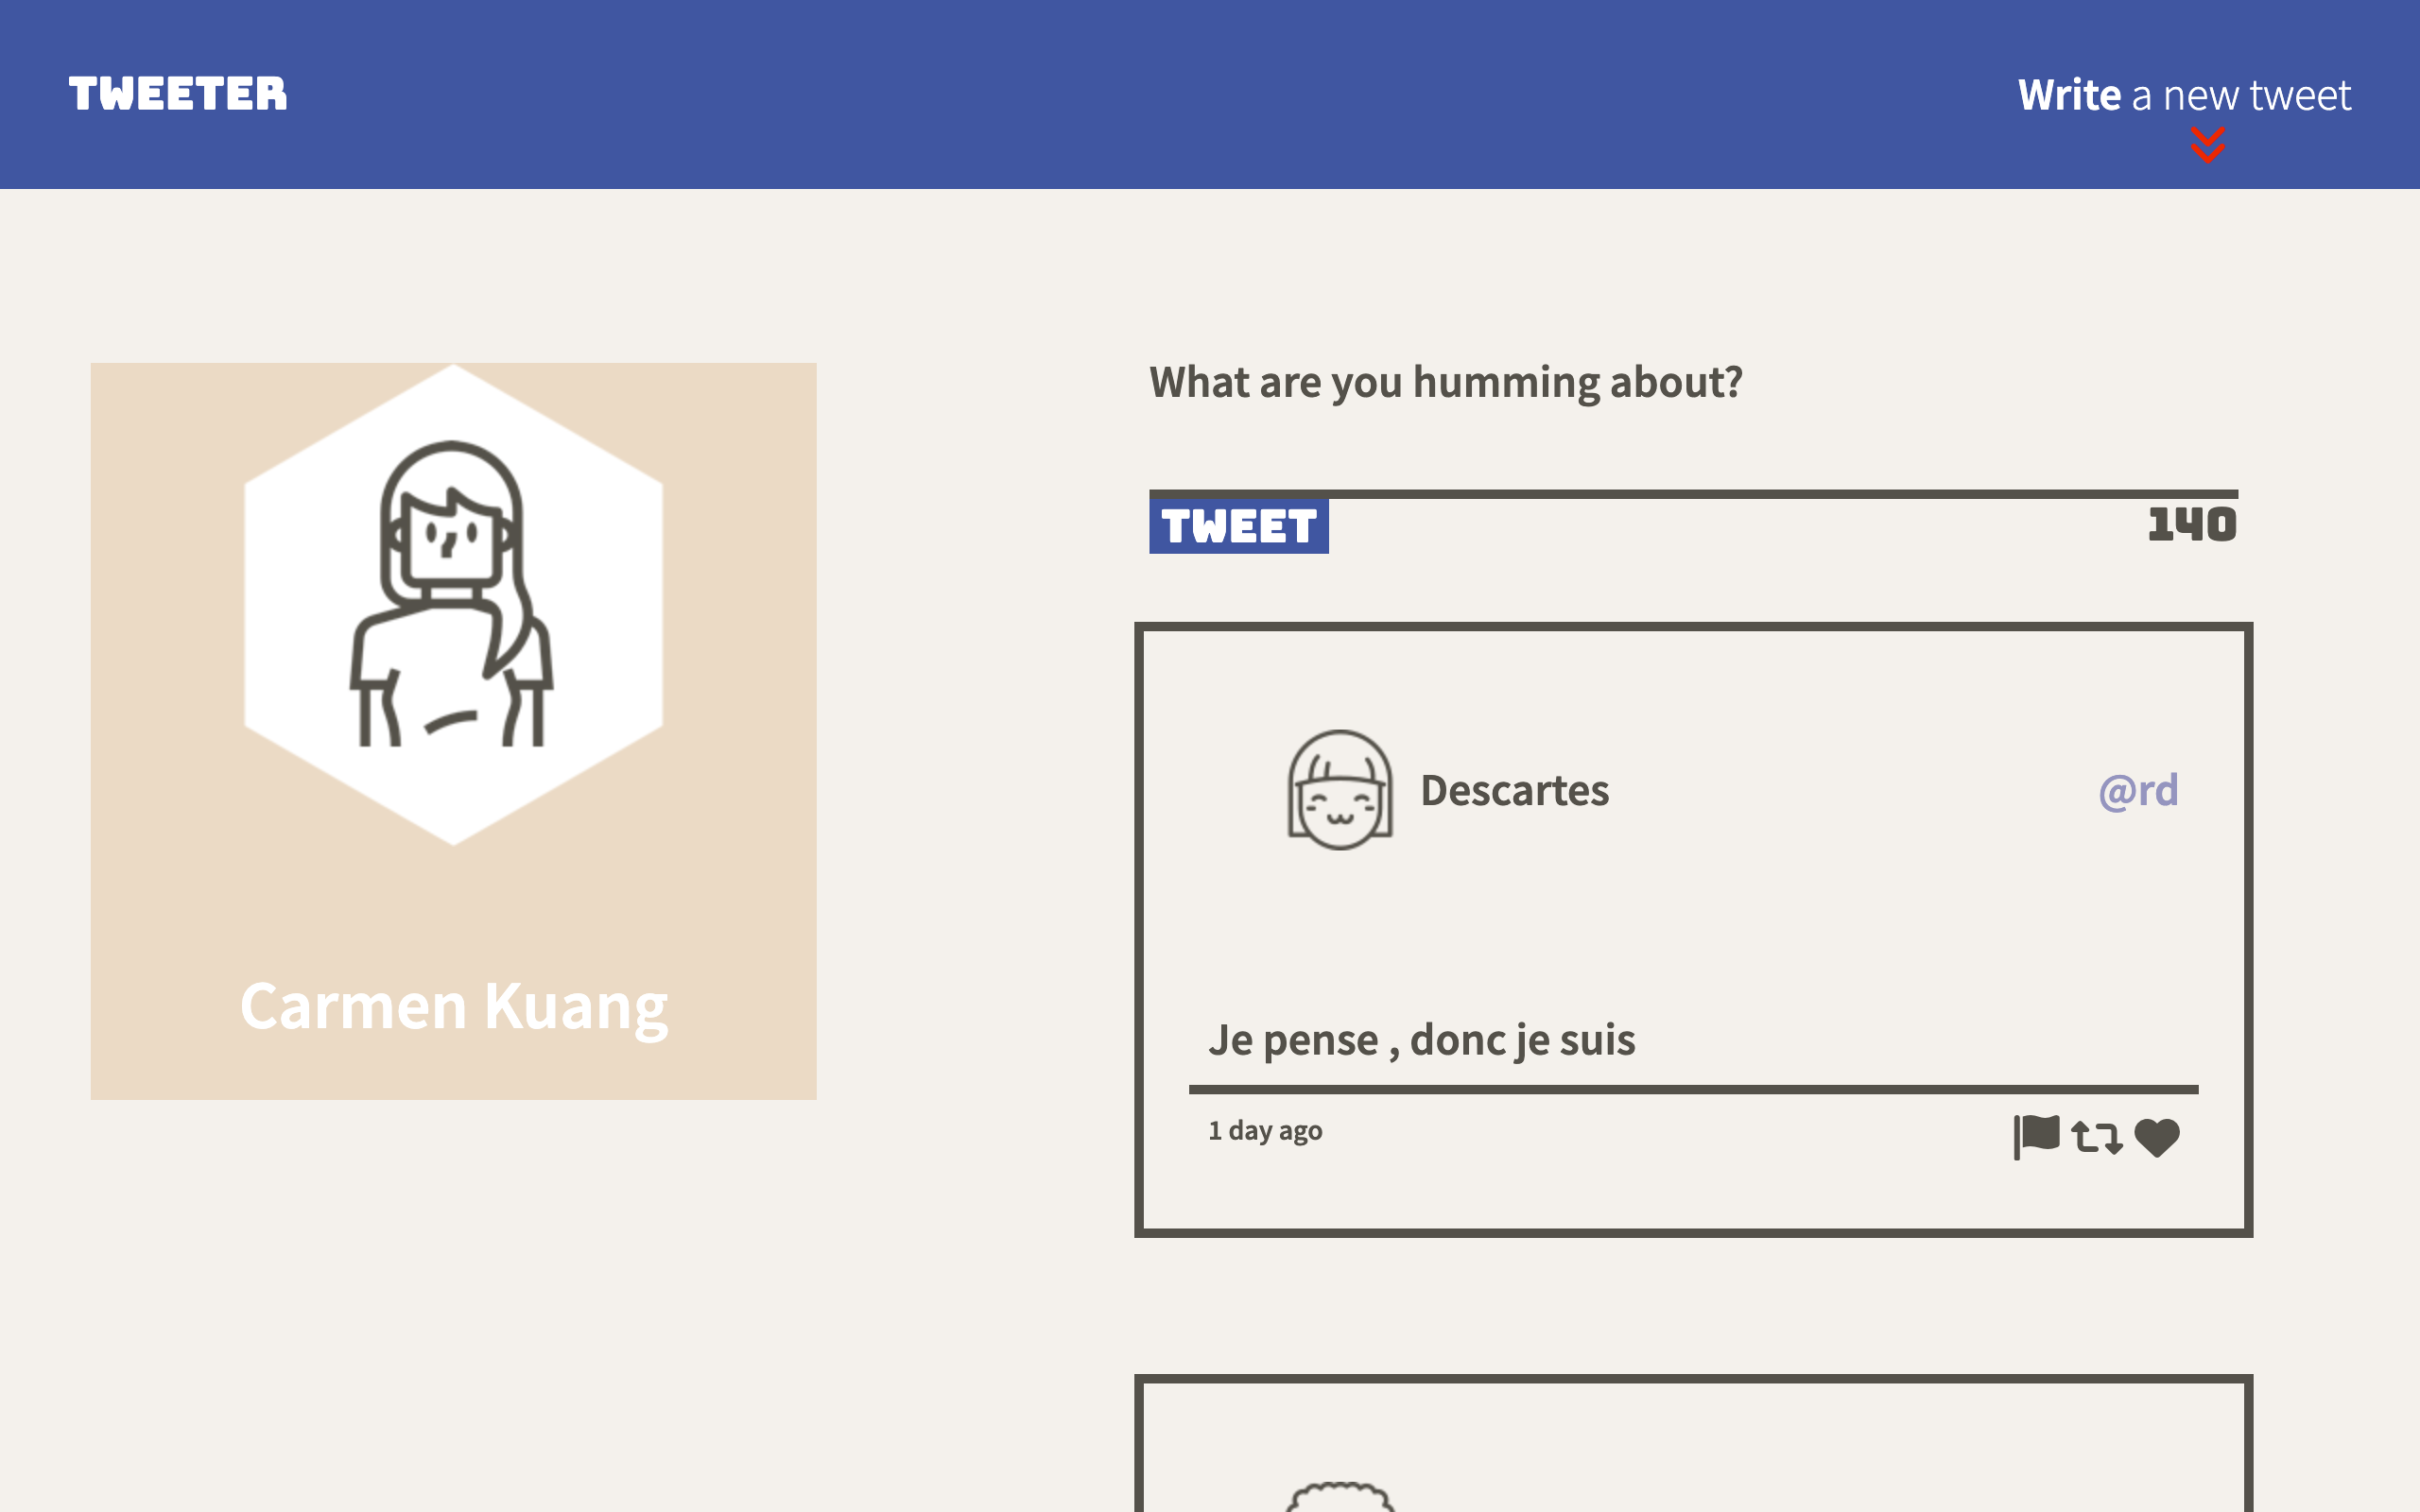 TWEETER
Write a new tweet
Carmen Kuang
What are you humming about?
TWEET
140
Descartes
@rd
Je pense , donc je suis
1 day ago